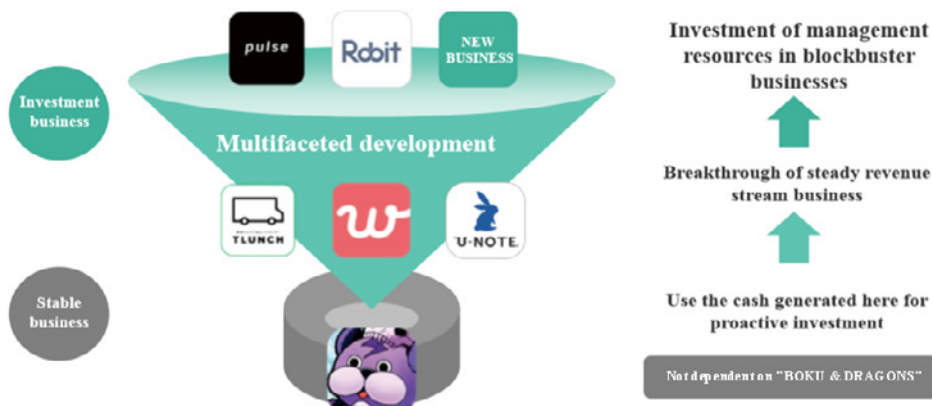 pulse
Robit
NEW
BUSINESS
Investment
business
Multifaceted development
TLUNCH
w
U-NOTE.
Stable
business
Investment of management
resources in blockbuster
businesses
Breakthrough of steady revenue
stream business
Use the cash generated here for
proactive investment
Not dependent on "BOKU & DRAGONS"